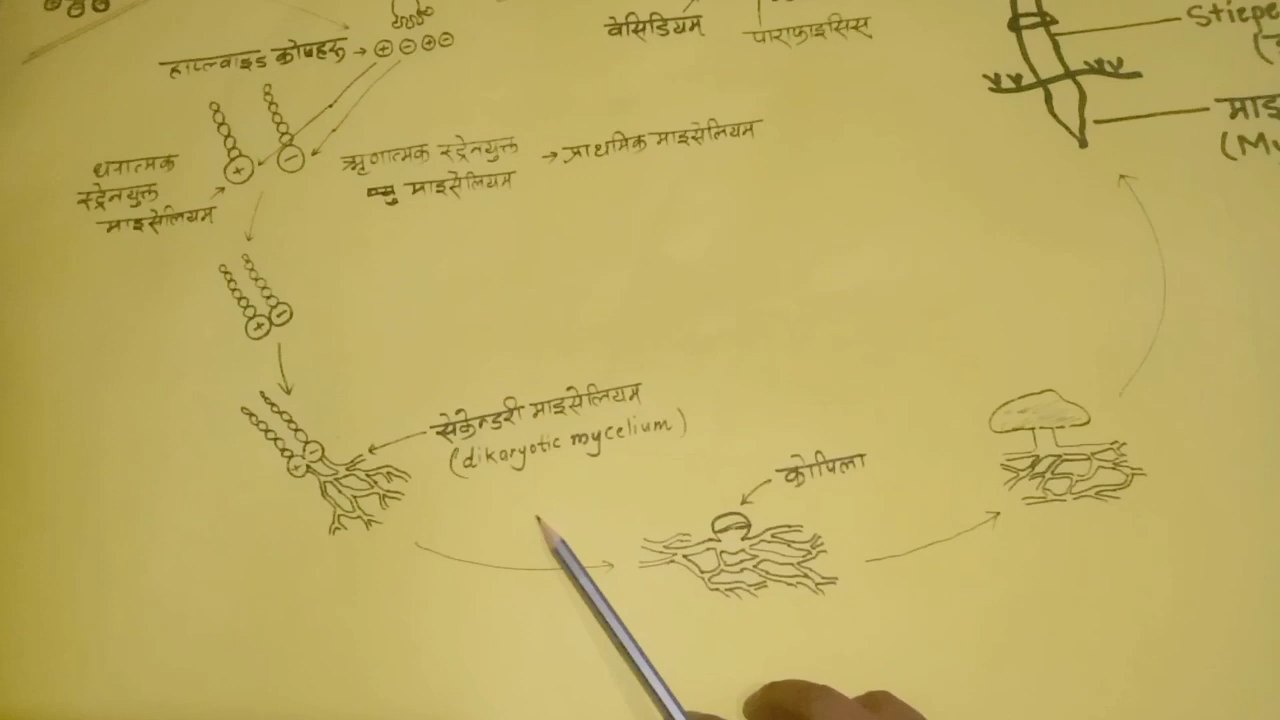 वेसिडियम
पाराफाइसिस
Stipe
हाप्लवाइड कोषहरू → + − + −
धनात्मक
स्ट्रेनयुक्त
माइसेलियम
ऋणात्मक स्ट्रेनयुक्त → प्राथमिक माइसेलियम
माइसेलियम
सेकेन्डरी माइसेलियम
(dikaryotic mycelium)
कोपिला